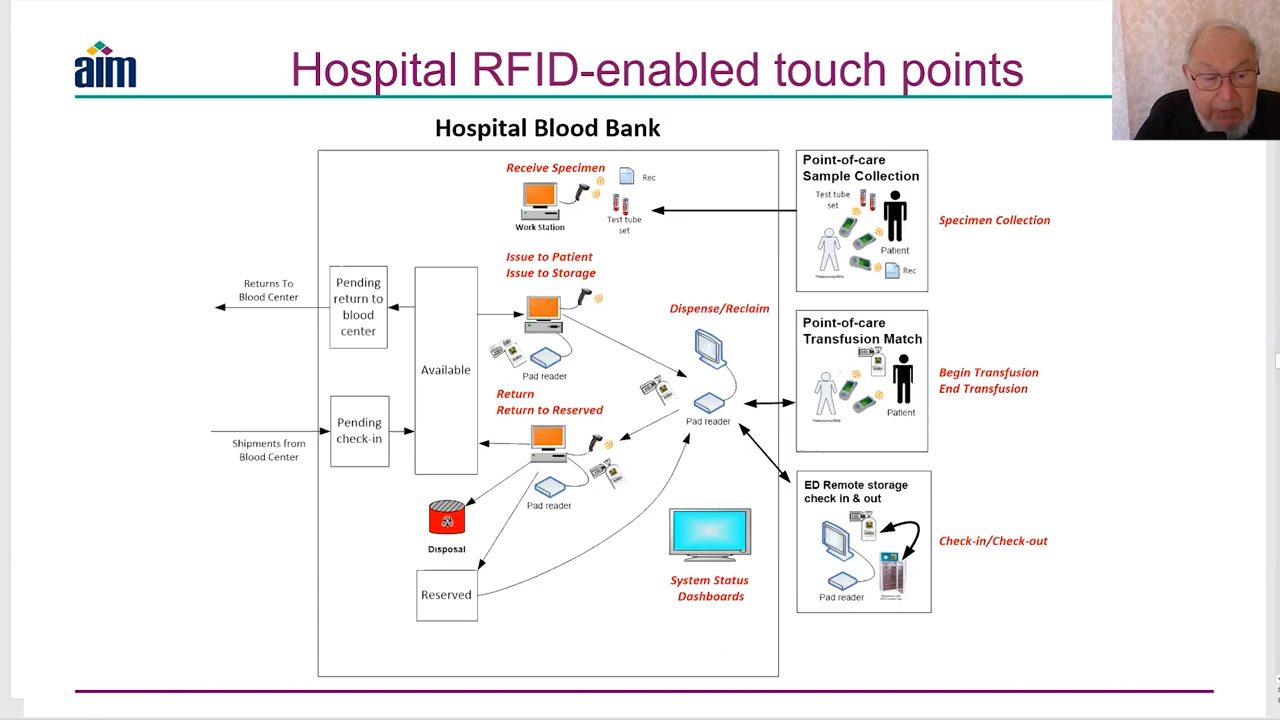 aim
Hospital RFID-enabled touch points
Hospital Blood Bank
Receive Specimen
Rec
Work Station
Test tube
set
Point-of-care
Sample Collection
Test tube
set
Patient
Rec
Specimen Collection
Issue to Patient
Issue to Storage
Pad reader
Returns To
Blood Center
Pending
return to
blood
center
Available
Dispense/Reclaim
Pad reader
Point-of-care
Transfusion Match
Patient
Begin Transfusion
End Transfusion
Return
Return to Reserved
Pad reader
Pending
check-in
Shipments from
Blood Center
Disposal
Reserved
System Status
Dashboards
ED Remote storage
check in & out
Pad reader
Check-in/Check-out